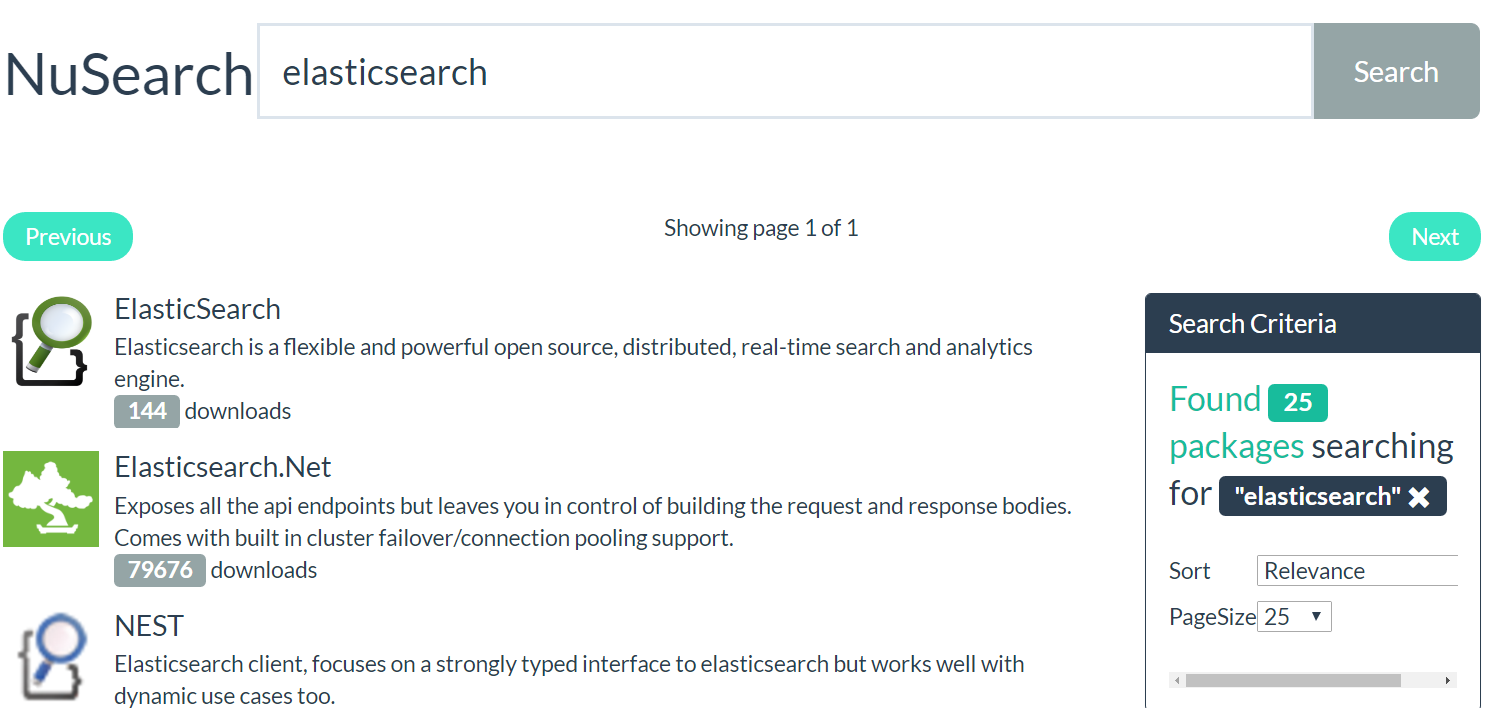 NuSearch
elasticsearch
Search
Previous
Showing page 1 of 1
Next
ElasticSearch
Elasticsearch is a flexible and powerful open source, distributed, real-time search and analytics
engine.
144 downloads
Elasticsearch.Net
Exposes all the api endpoints but leaves you in control of building the request and response bodies.
Comes with built in cluster failover/connection pooling support.
79676 downloads
NEST
Elasticsearch client, focuses on a strongly typed interface to elasticsearch but works well with
dynamic use cases too.
Search Criteria
Found 25
packages searching
for "elasticsearch" ✖
Sort Relevance
PageSize 25